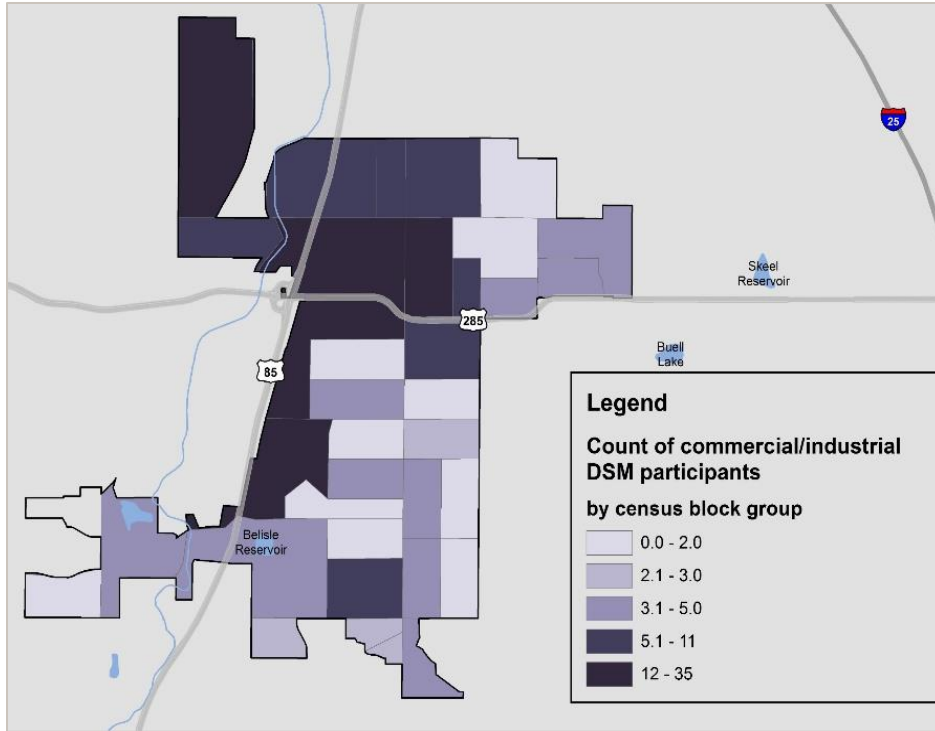 25
Skeel
Reservoir
285
Buell
Lake
85
Legend
Count of commercial/industrial
DSM participants
by census block group
0.0 - 2.0
2.1 - 3.0
3.1 - 5.0
5.1 - 11
12 - 35
Belisle
Reservoir